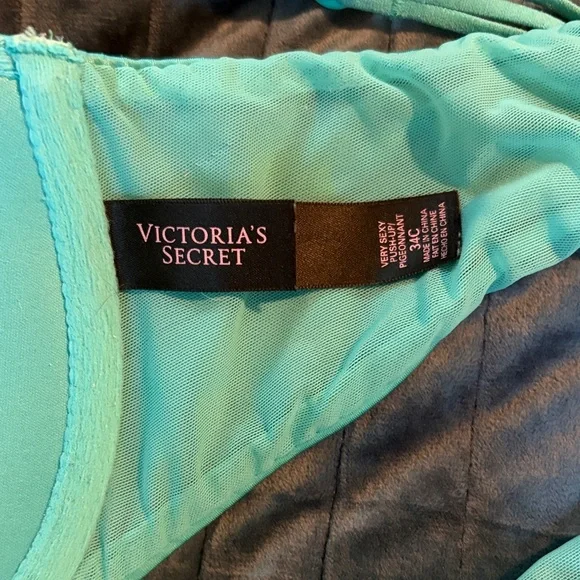 VICTORIA'S
SECRET
VERY SEXY
PUSH-UP/
PIGEONNANT
34C
MADE IN CHINA
FAIT EN CHINE
HECHO EN CHINA